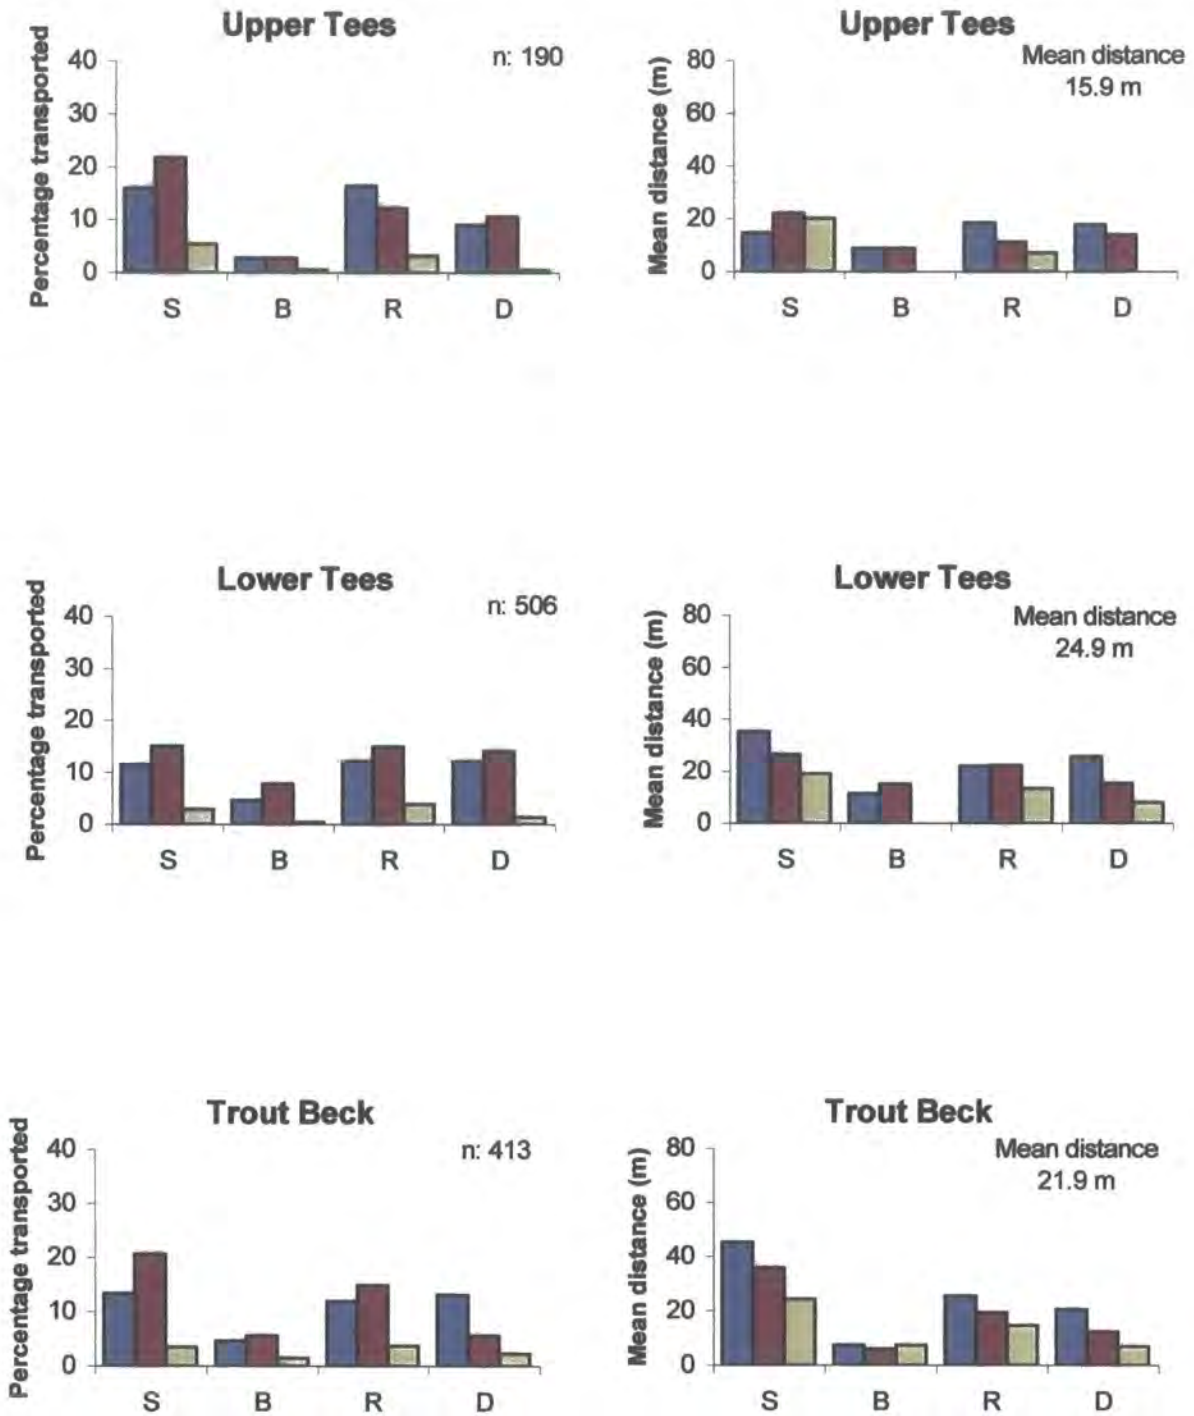 Upper Tees
n: 190
Percentage transported
40
30
20
10
0
S B R D
Upper Tees
Mean distance
15.9 m
Mean distance (m)
80
60
40
20
0
S B R D
Lower Tees
n: 506
Percentage transported
40
30
20
10
0
S B R D
Lower Tees
Mean distance
24.9 m
Mean distance (m)
80
60
40
20
0
S B R D
Trout Beck
n: 413
Percentage transported
40
30
20
10
0
S B R D
Trout Beck
Mean distance
21.9 m
Mean distance (m)
80
60
40
20
0
S B R D